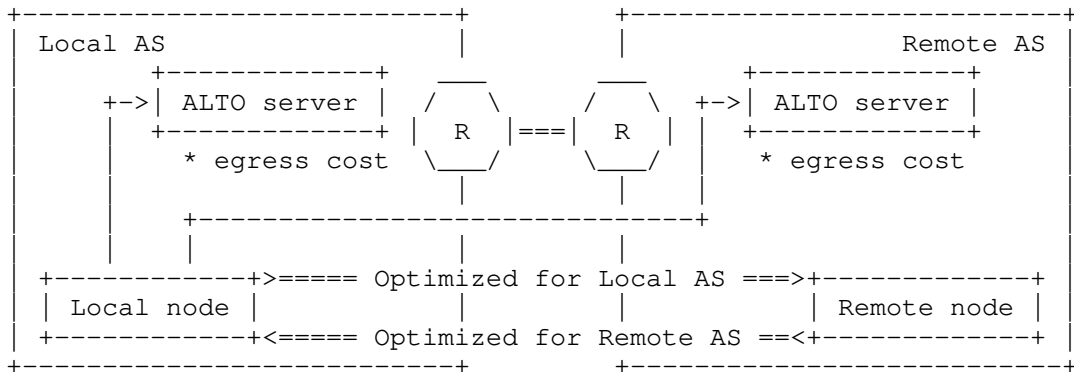 Local AS Remote AS
ALTO server ALTO server
R R
* egress cost * egress cost
Optimized for Local AS
Local node Remote node
Optimized for Remote AS